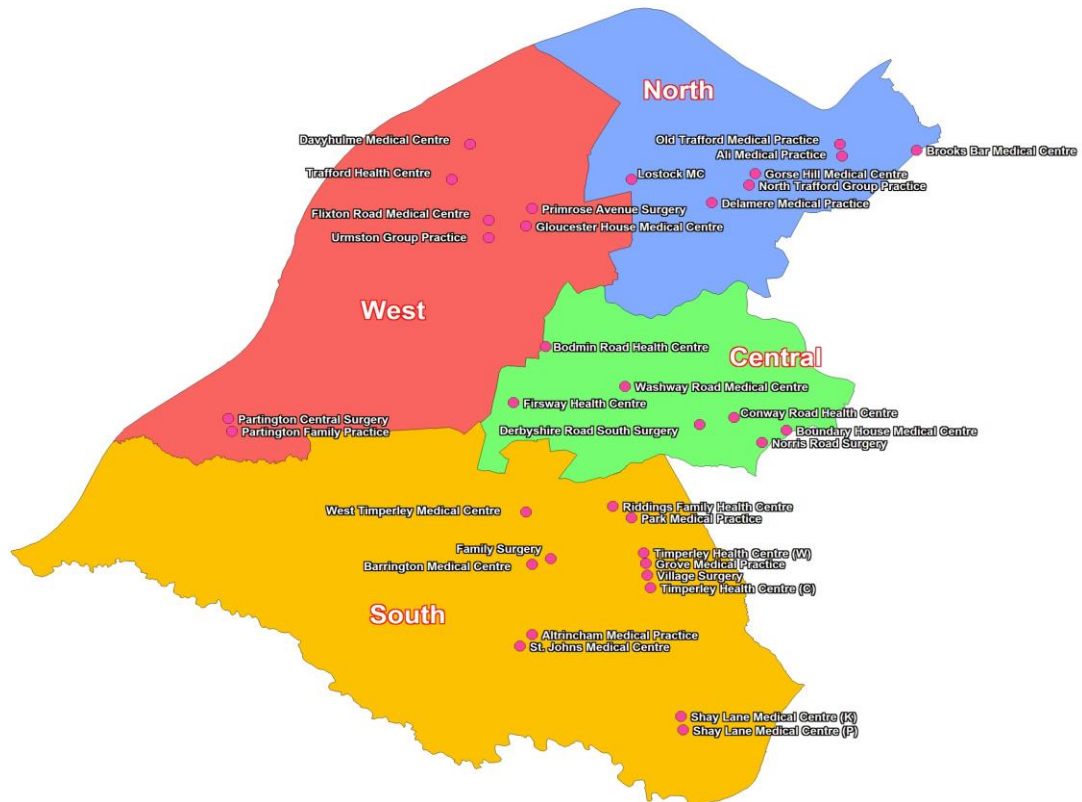 North
Davyhulme Medical Centre
Old Trafford Medical Practice
Ali Medical Practice
Brooks Bar Medical Centre
Trafford Health Centre
Lostock MC
Gorse Hill Medical Centre
North Trafford Group Practice
Delamere Medical Practice
Primrose Avenue Surgery
Flixton Road Medical Centre
Gloucester House Medical Centre
Urmston Group Practice
West
Bodmin Road Health Centre
Central
Washway Road Medical Centre
Firsway Health Centre
Conway Road Health Centre
Partington Central Surgery
Derbyshire Road South Surgery
Boundary House Medical Centre
Partington Family Practice
Norris Road Surgery
Riddings Family Health Centre
West Timperley Medical Centre
Park Medical Practice
Family Surgery
Timperley Health Centre (W)
Barrington Medical Centre
Grove Medical Practice
Village Surgery
Timperley Health Centre (C)
South
Altrincham Medical Practice
St. Johns Medical Centre
Shay Lane Medical Centre (K)
Shay Lane Medical Centre (P)